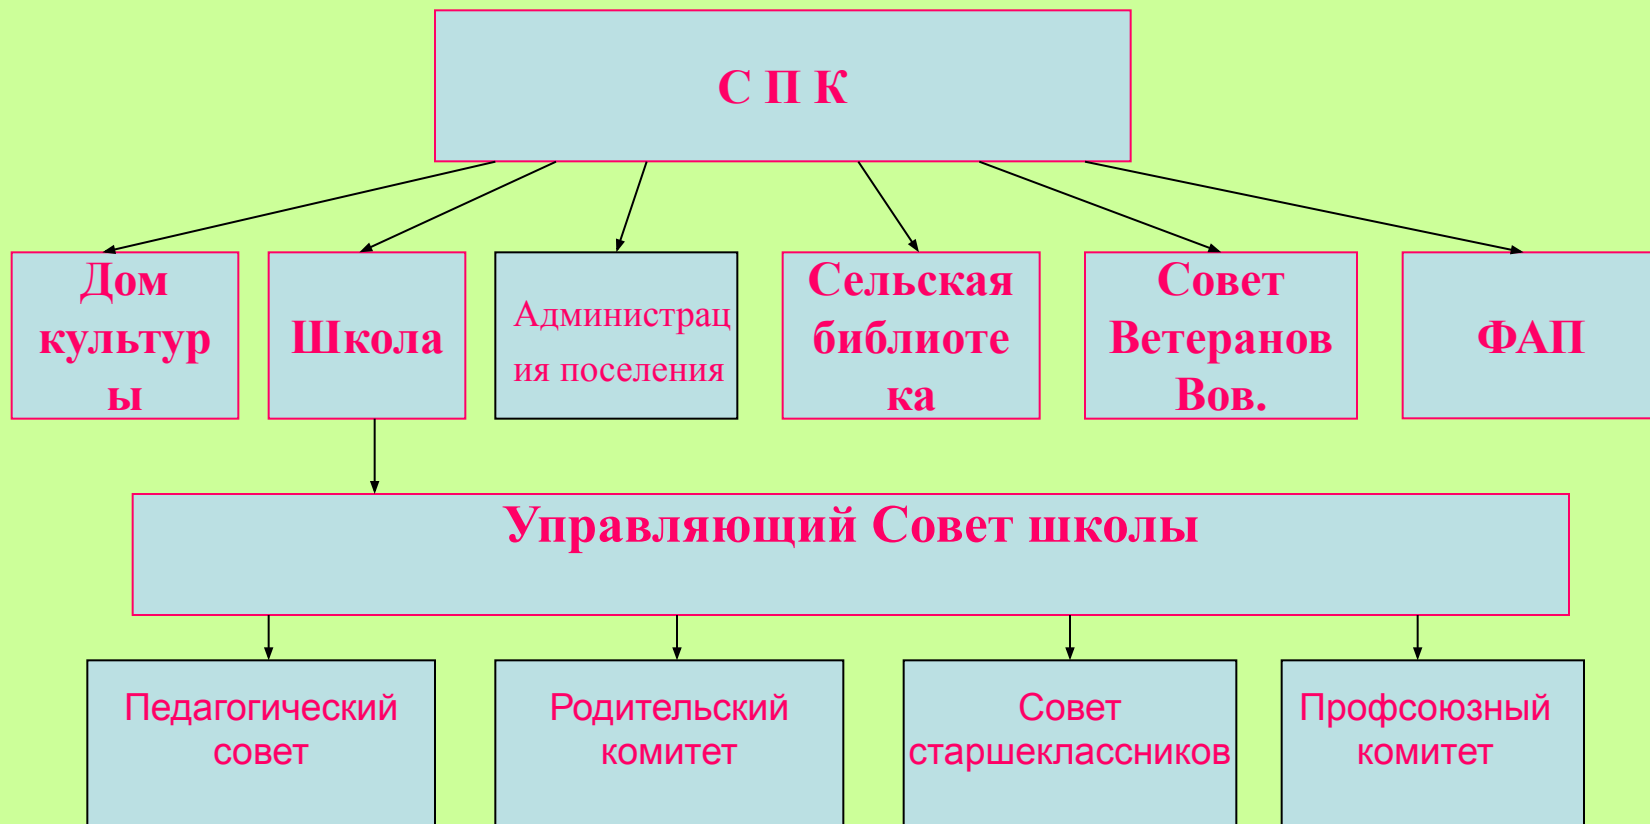 С П К
Дом
культур
ы
Школа
Администрац
ия поселения
Сельская
библиоте
ка
Совет
Ветеранов
Вов.
ФАП
Управляющий Совет школы
Педагогический
совет
Родительский
комитет
Совет
старшеклассников
Профсоюзный
комитет